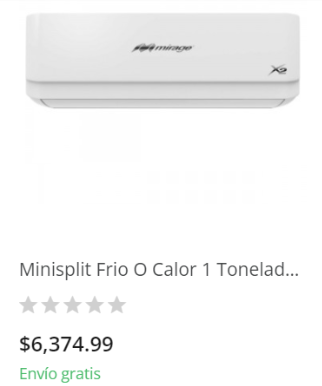 mirage
X2
Minisplit Frio O Calor 1 Tonelad...
$6,374.99
Envío gratis